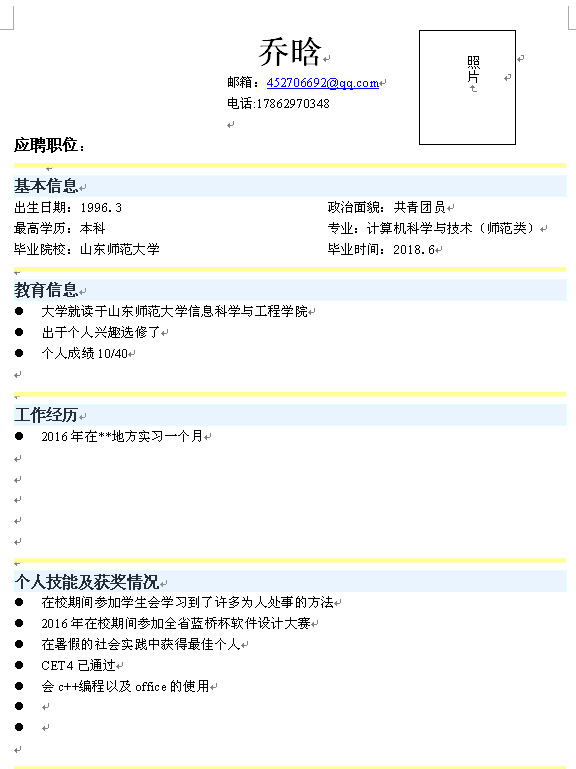 乔晗
照片
邮箱：452706692@qq.com
电话:17862970348
应聘职位：
基本信息
出生日期：1996.3 政治面貌：共青团员
最高学历：本科 专业：计算机科学与技术（师范类）
毕业院校：山东师范大学 毕业时间：2018.6
教育信息
● 大学就读于山东师范大学信息科学与工程学院
● 出于个人兴趣选修了
● 个人成绩 10/40
工作经历
● 2016 年在**地方实习一个月
个人技能及获奖情况
● 在校期间参加学生会学习到了许多为人处事的方法
● 2016 年在校期间参加全省蓝桥杯软件设计大赛
● 在暑假的社会实践中获得最佳个人
● CET4 已通过
● 会 c++编程以及 office 的使用
●
●